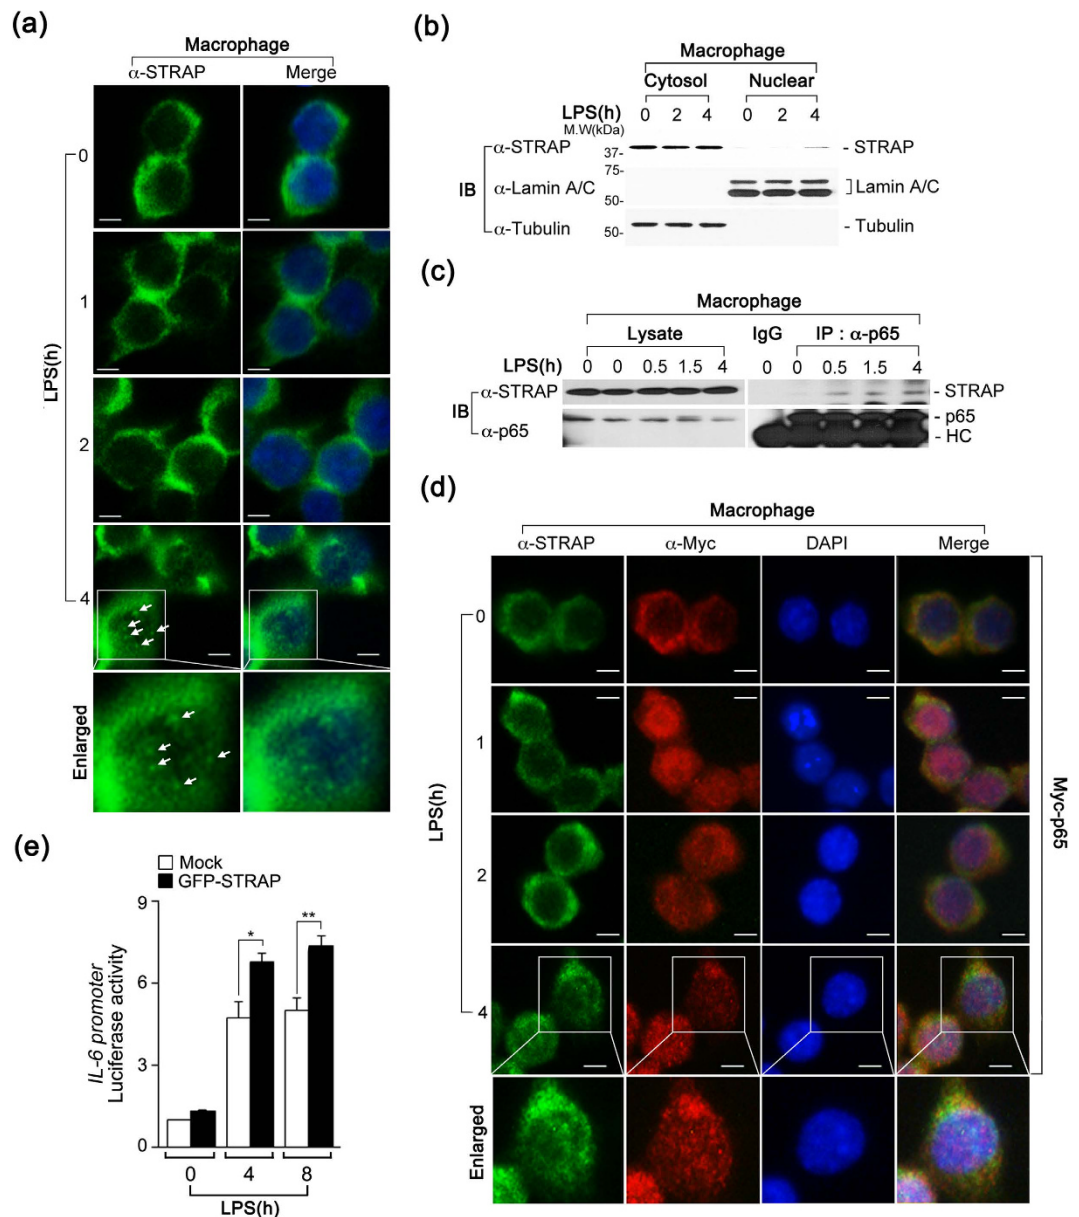 (a)
Macrophage
α-STRAP Merge
LPS(h)
0
1
2
4
Enlarged
(b)
Macrophage
Cytosol Nuclear
LPS(h) 0 2 4 0 2 4
M.W(kDa)
IB
α-STRAP 37- - STRAP
75-
α-Lamin A/C Lamin A/C
50-
α-Tubulin 50- - Tubulin
(c)
Macrophage
Lysate IgG IP : α-p65
LPS(h) 0 0 0.5 1.5 4 0 0 0.5 1.5 4
IB
α-STRAP - STRAP
α-p65 - p65
- HC
(d)
Macrophage
α-STRAP α-Myc DAPI Merge
LPS(h)
0
1
2
4
Enlarged
Myc-p65
(e)
Mock
GFP-STRAP
IL-6 promoter
Luciferase activity
9
6
3
0
* **
0 4 8
LPS(h)